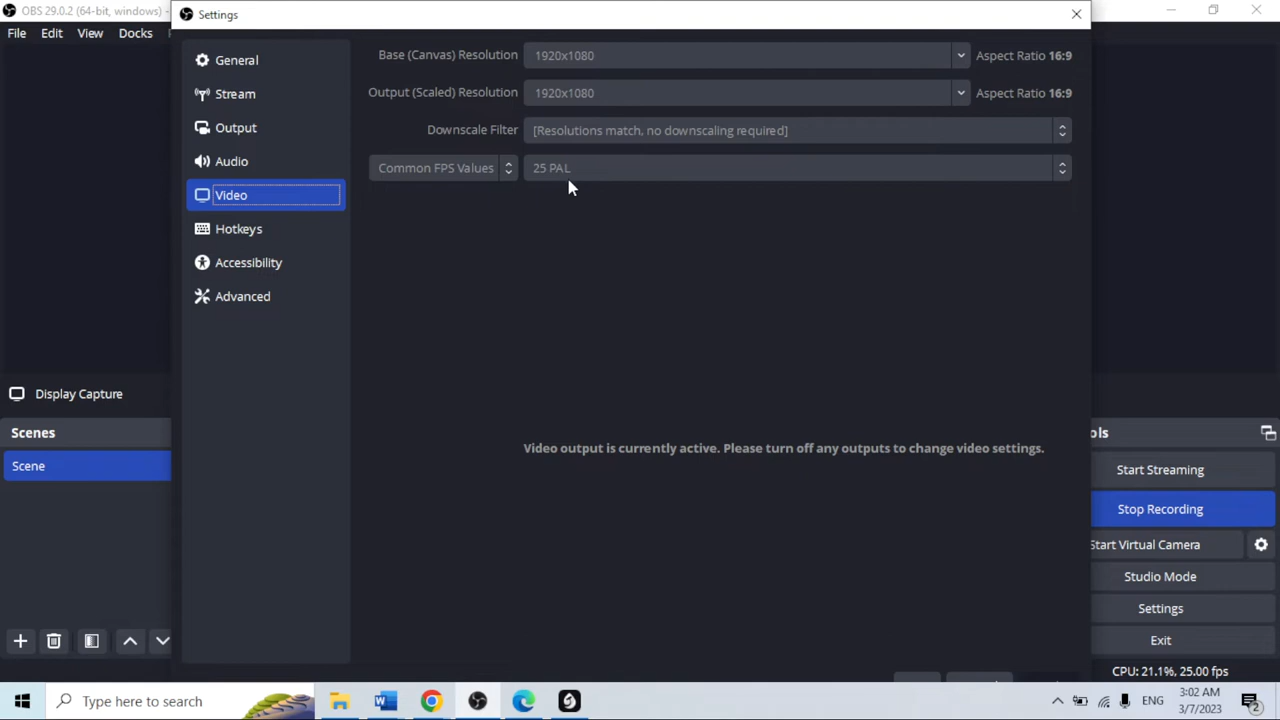 OBS 29.0.2 (64-bit, windows) -
Settings
File Edit View Docks
General
Stream
Output
Audio
Video
Hotkeys
Accessibility
Advanced
Base (Canvas) Resolution 1920x1080 Aspect Ratio 16:9
Output (Scaled) Resolution 1920x1080 Aspect Ratio 16:9
Downscale Filter [Resolutions match, no downscaling required]
Common FPS Values 25 PAL
Video output is currently active. Please turn off any outputs to change video settings.
Display Capture
Scenes
Scene
ols
Start Streaming
Stop Recording
Start Virtual Camera
Studio Mode
Settings
Exit
CPU: 21.1%, 25.00 fps
Type here to search
ENG
3:02 AM
3/7/2023
2